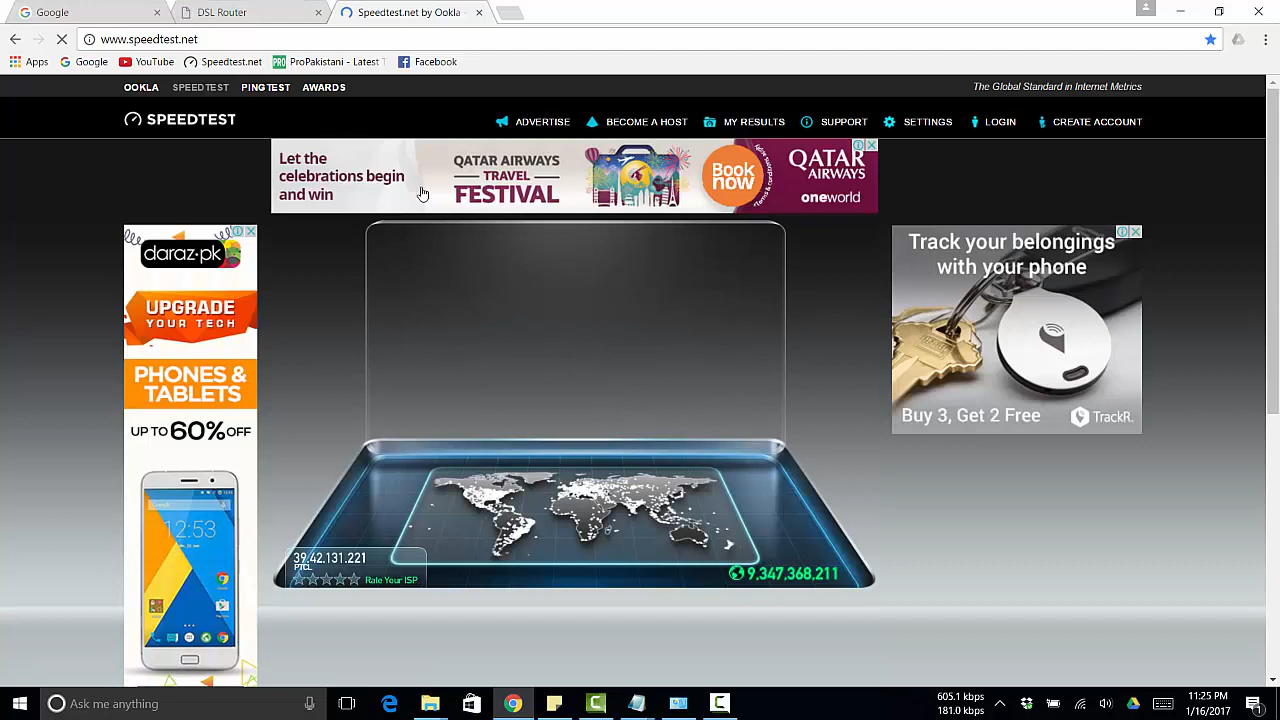 Google
DSL Router
Speedtest.net by Ookla -
www.speedtest.net
Apps
Google
YouTube
Speedtest.net
PRO
ProPakistani - Latest T
Facebook
OOKLA
SPEEDTEST
PINGTEST
AWARDS
The Global Standard in Internet Metrics
SPEEDTEST
ADVERTISE
BECOME A HOST
MY RESULTS
SUPPORT
SETTINGS
LOGIN
CREATE ACCOUNT
Let the
celebrations begin
and win
QATAR AIRWAYS
TRAVEL
FESTIVAL
Book
now
QATAR
AIRWAYS
oneworld
daraz.pk
UPGRADE
YOUR TECH
PHONES &
TABLETS
UP TO 60% OFF
12:53
Track your belongings
with your phone
Buy 3, Get 2 Free
TrackR.
39.42.131.221
PTCL
Rate Your ISP
9,347,368,211
Ask me anything
605.1 kbps
181.0 kbps
11:25 PM
1/16/2017